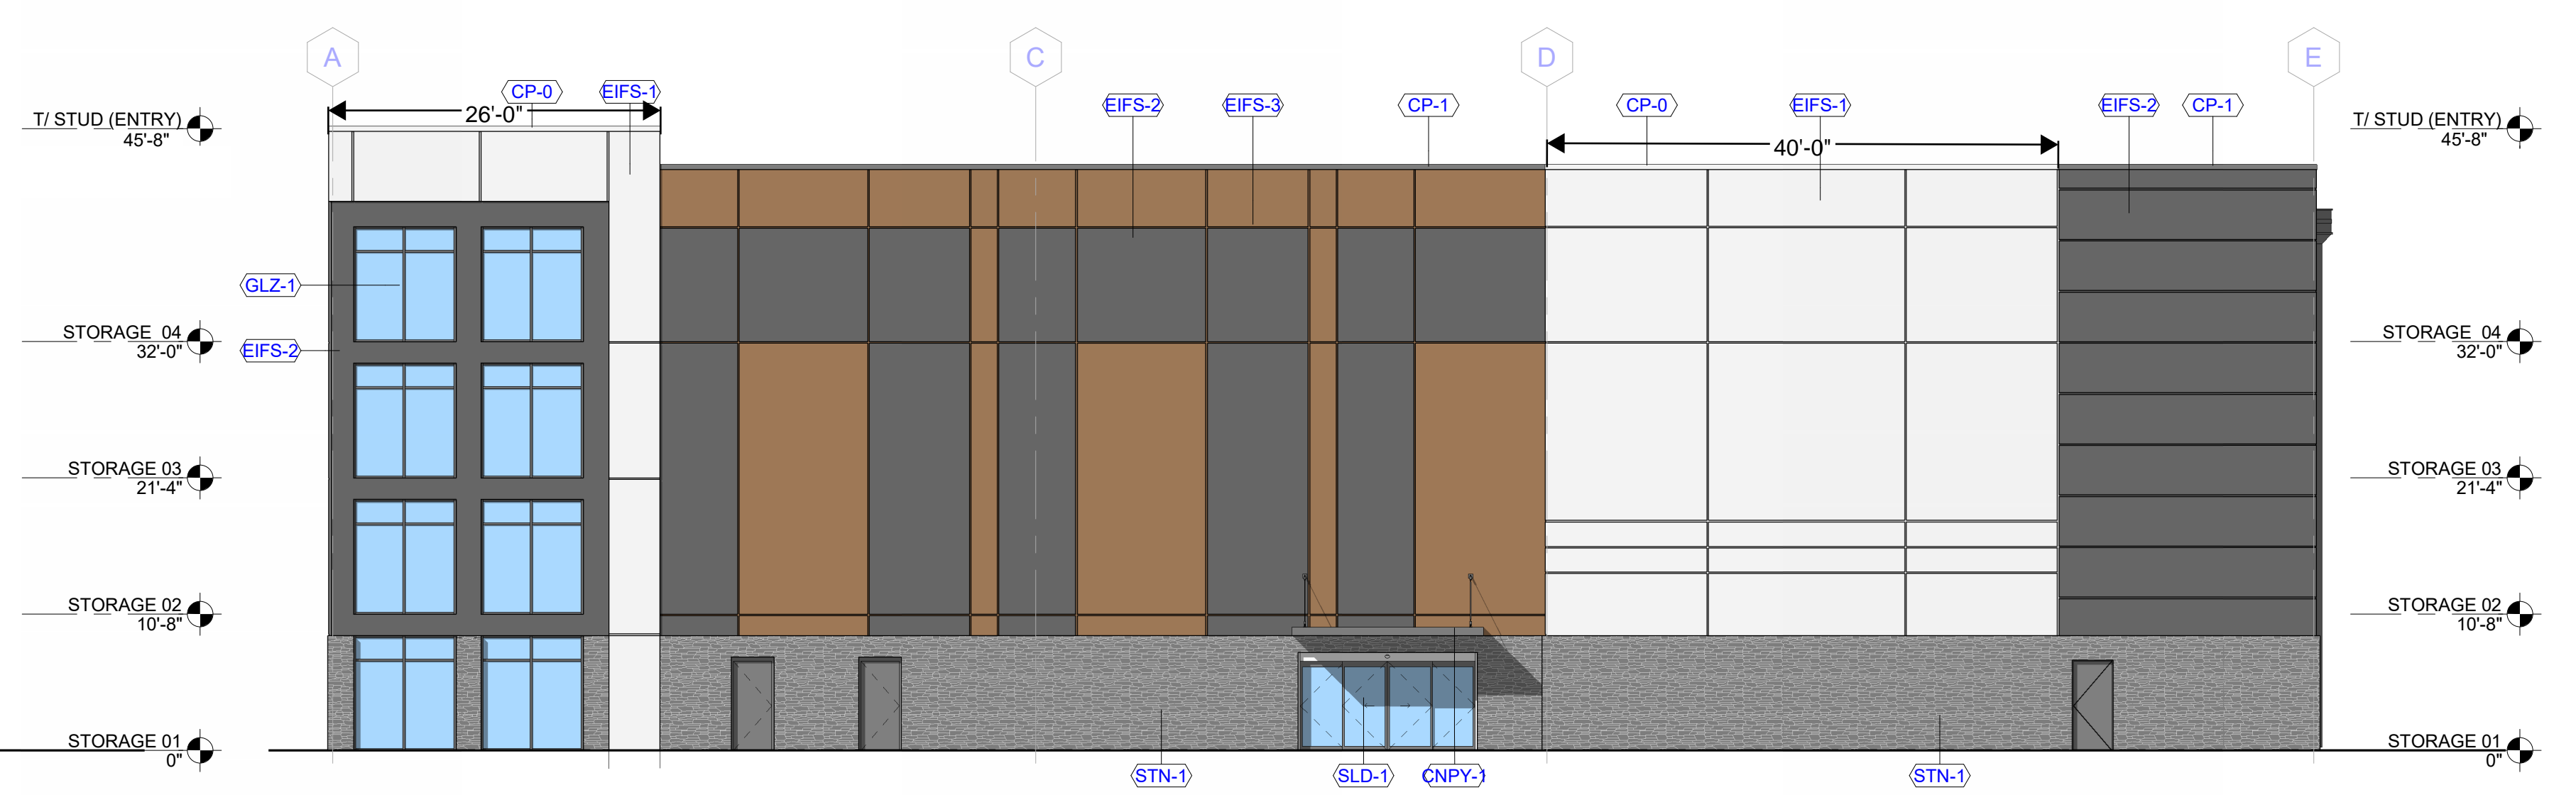 A
C
D
E
CP-0
EIFS-1
EIFS-2
EIFS-3
CP-1
CP-0
EIFS-1
EIFS-2
CP-1
26'-0"
40'-0"
T/ STUD (ENTRY)
45'-8"
T/ STUD (ENTRY)
45'-8"
GLZ-1
STORAGE  04
32'-0"
EIFS-2
STORAGE  04
32'-0"
STORAGE 03
21'-4"
STORAGE 03
21'-4"
STORAGE 02
10'-8"
STORAGE 02
10'-8"
STORAGE 01
0"
STORAGE 01
0"
STN-1
SLD-1
CNPY-1
STN-1